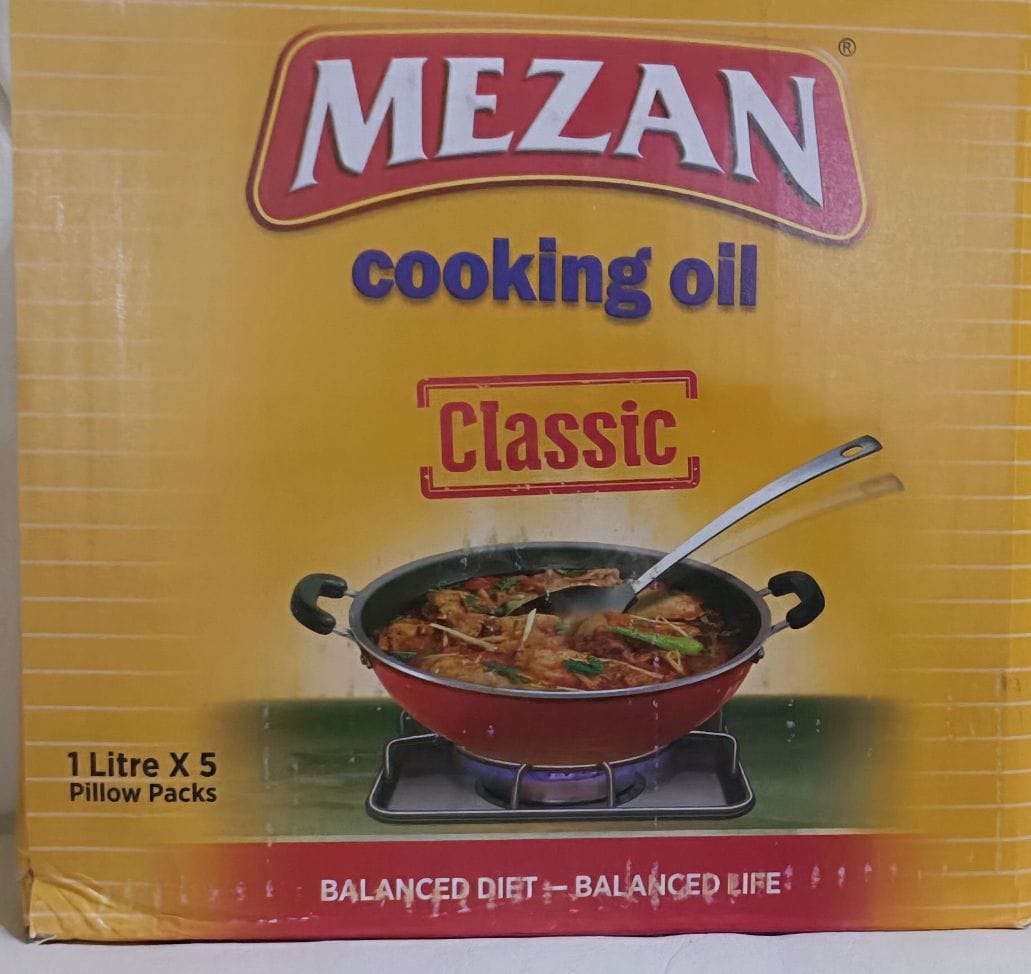 MEZAN®
cooking oil
Classic
1 Litre X 5
Pillow Packs
BALANCED DIET – BALANCED LIFE